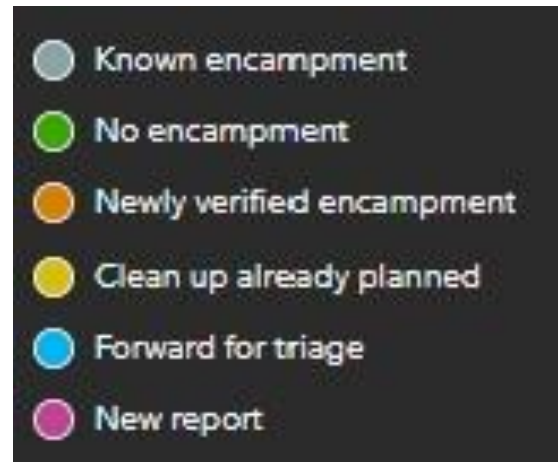 Known encampment
No encampment
Newly verified encampment
Clean up already planned
Forward for triage
New report